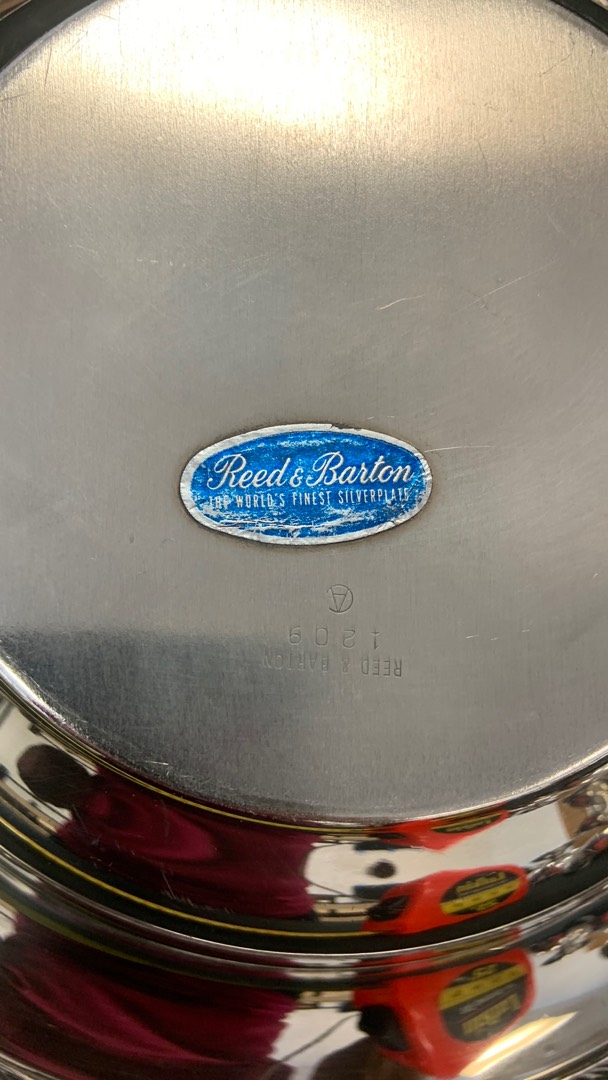 Reed & Barton
THE WORLD'S FINEST SILVERPLATE
REED & BARTON
1209
A